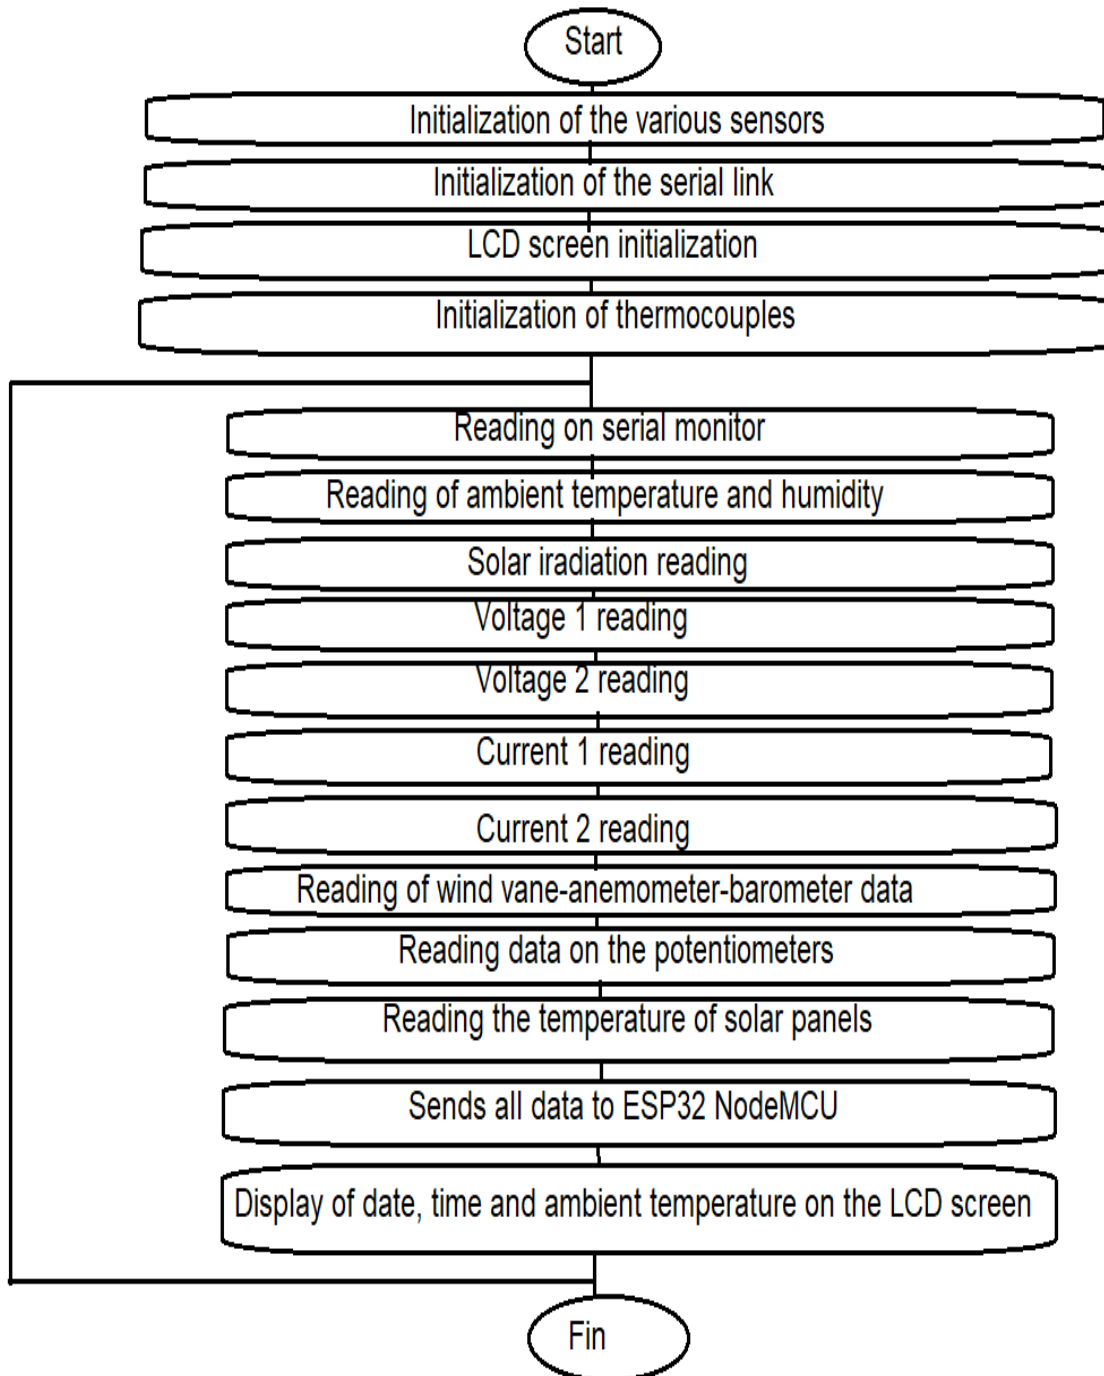 Start
Initialization of the various sensors
Initialization of the serial link
LCD screen initialization
Initialization of thermocouples
Reading on serial monitor
Reading of ambient temperature and humidity
Solar iradiation reading
Voltage 1 reading
Voltage 2 reading
Current 1 reading
Current 2 reading
Reading of wind vane-anemometer-barometer data
Reading data on the potentiometers
Reading the temperature of solar panels
Sends all data to ESP32 NodeMCU
Display of date, time and ambient temperature on the LCD screen
Fin